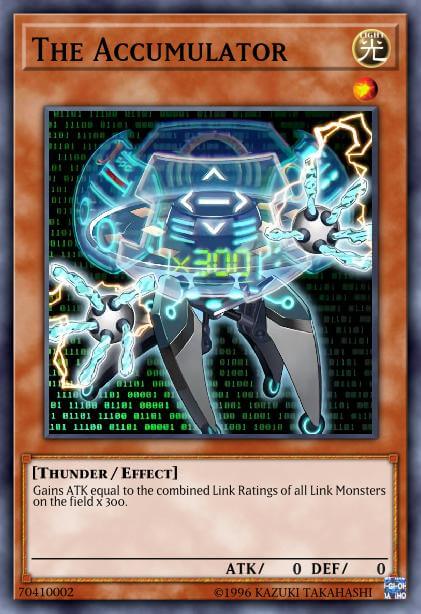 The Accumulator
LIGHT
光
x300
[Thunder / Effect]
Gains ATK equal to the combined Link Ratings of all Link Monsters
on the field x 300.
ATK/ 0 DEF/ 0
70410002
©1996 KAZUKI TAKAHASHI